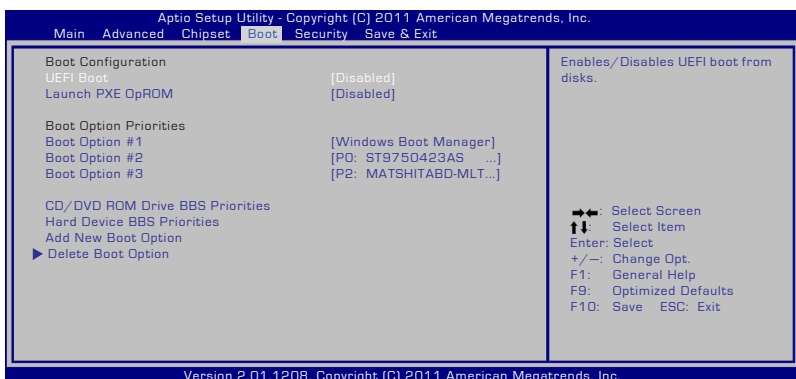 Aptio Setup Utility - Copyright (C) 2011 American Megatrends, Inc.
Main Advanced Chipset Boot Security Save & Exit
Boot Configuration
UEFI Boot [Disabled]
Launch PXE OpROM [Disabled]
Boot Option Priorities
Boot Option #1 [Windows Boot Manager]
Boot Option #2 [P0: ST9750423AS ...]
Boot Option #3 [P2: MATSHITABD-MLT...]
CD/DVD ROM Drive BBS Priorities
Hard Device BBS Priorities
Add New Boot Option
Delete Boot Option
Enables/Disables UEFI boot from
disks.
→←: Select Screen
↑↓: Select Item
Enter: Select
+/—: Change Opt.
F1: General Help
F9: Optimized Defaults
F10: Save ESC: Exit
Version 2.01.1208. Copyright (C) 2011 American Megatrends, Inc.